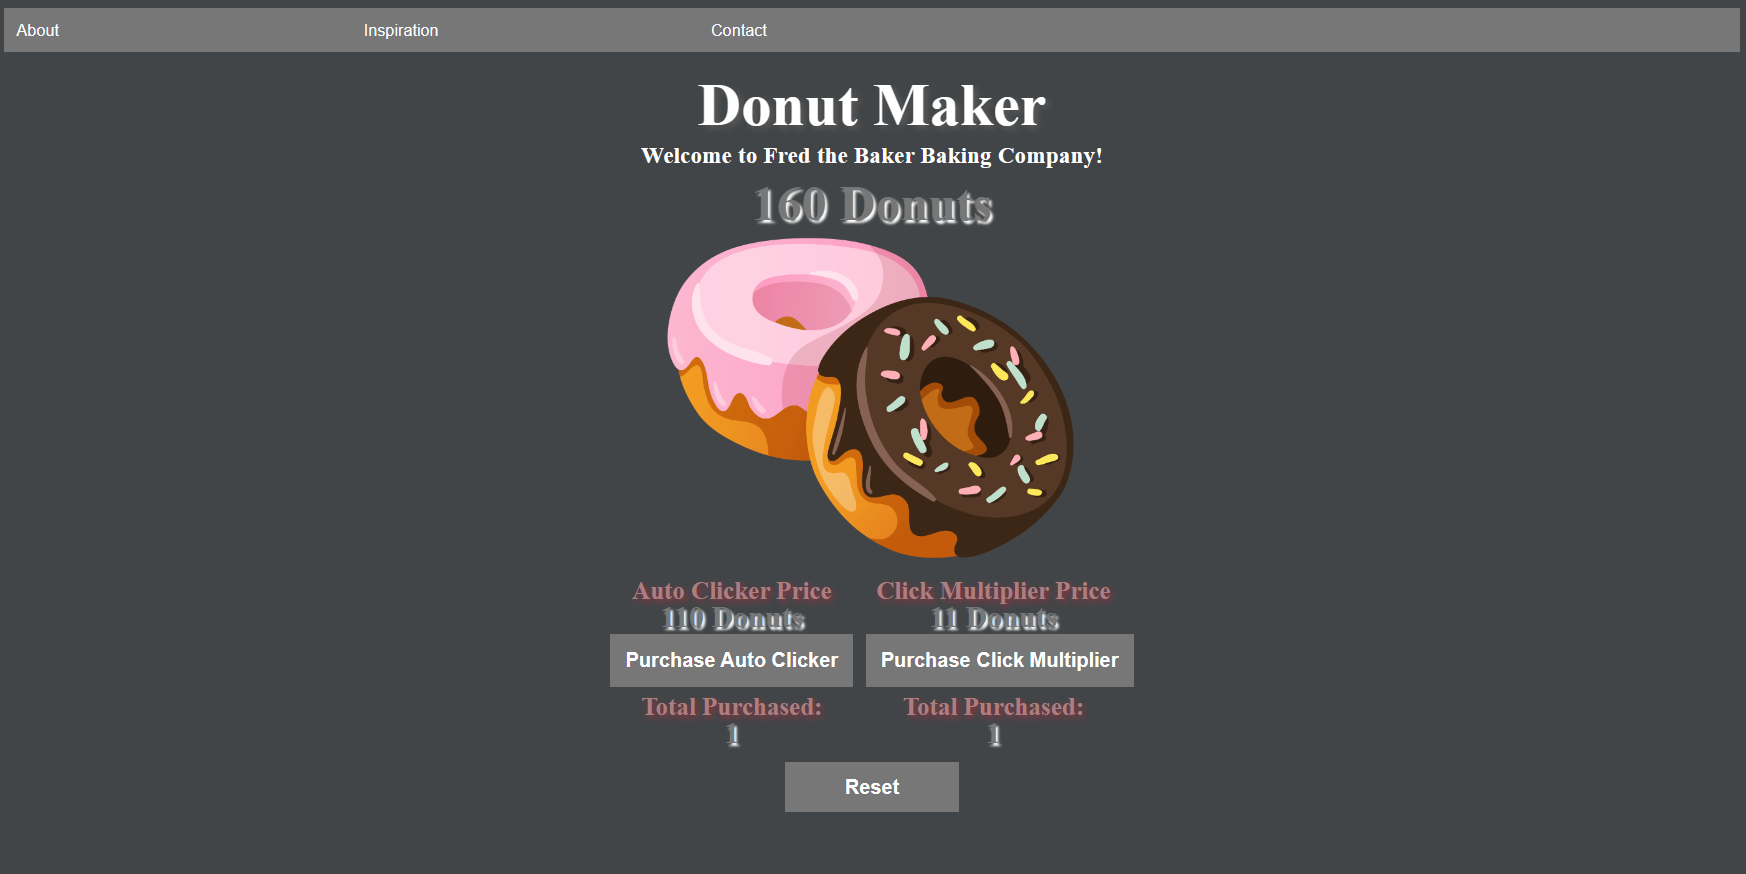 About
Inspiration
Contact
Donut Maker
Welcome to Fred the Baker Baking Company!
160 Donuts
Auto Clicker Price
110 Donuts
Purchase Auto Clicker
Total Purchased:
1
Click Multiplier Price
11 Donuts
Purchase Click Multiplier
Total Purchased:
1
Reset